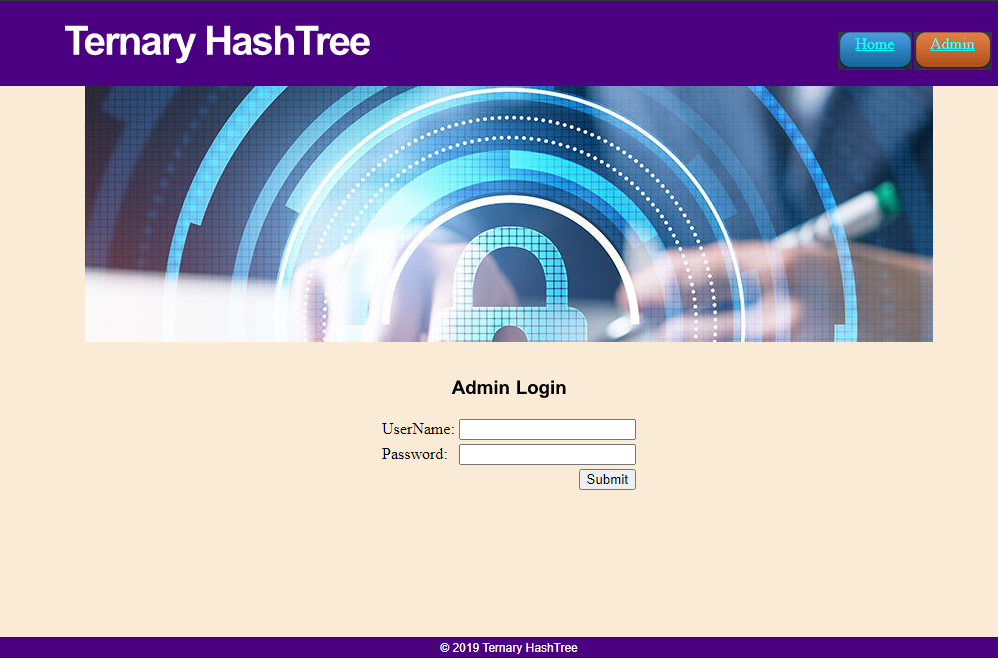 Ternary HashTree
Home Admin
Admin Login
UserName:
Password:
Submit
© 2019 Ternary HashTree